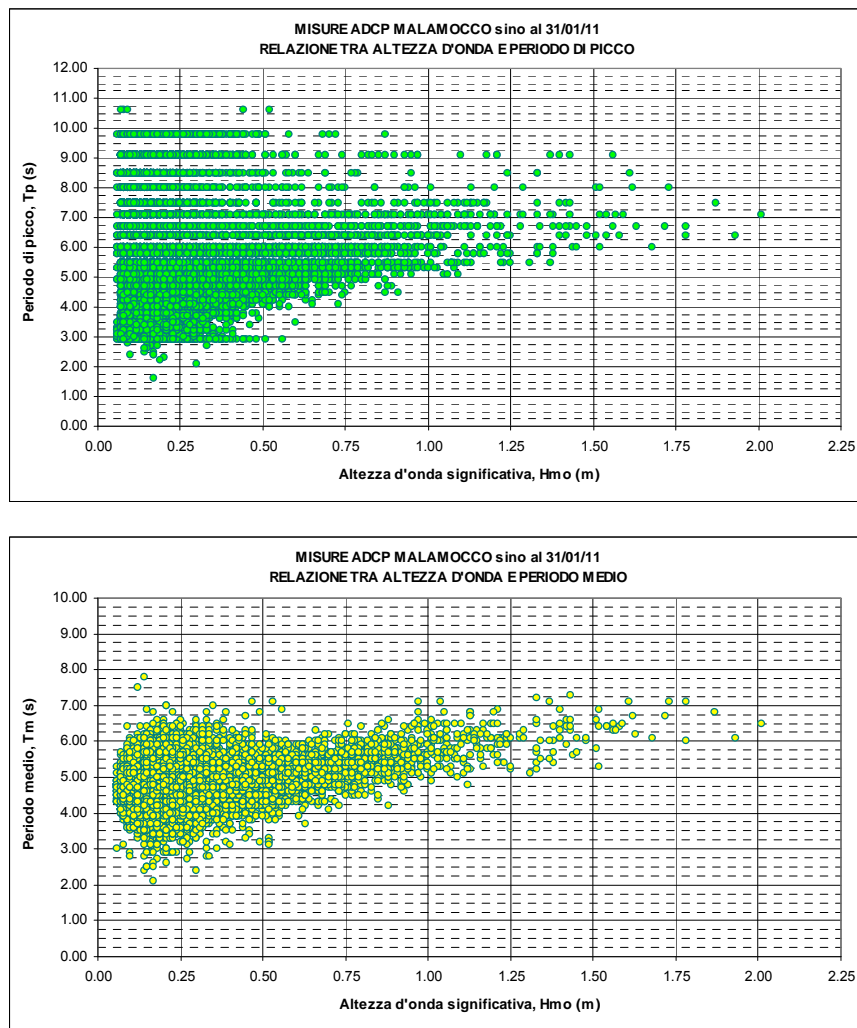 MISURE ADCP MALAMOCCO sino al 31/01/11
RELAZIONE TRA ALTEZZA D'ONDA E PERIODO DI PICCO
12.00
11.00
10.00
9.00
8.00
7.00
6.00
5.00
4.00
3.00
2.00
1.00
0.00
Periodo di picco, Tp (s)
0.00 0.25 0.50 0.75 1.00 1.25 1.50 1.75 2.00 2.25
Altezza d'onda significativa, Hmo (m)
MISURE ADCP MALAMOCCO sino al 31/01/11
RELAZIONE TRA ALTEZZA D'ONDA E PERIODO MEDIO
10.00
9.00
8.00
7.00
6.00
5.00
4.00
3.00
2.00
1.00
0.00
Periodo medio, Tm (s)
0.00 0.25 0.50 0.75 1.00 1.25 1.50 1.75 2.00 2.25
Altezza d'onda significativa, Hmo (m)